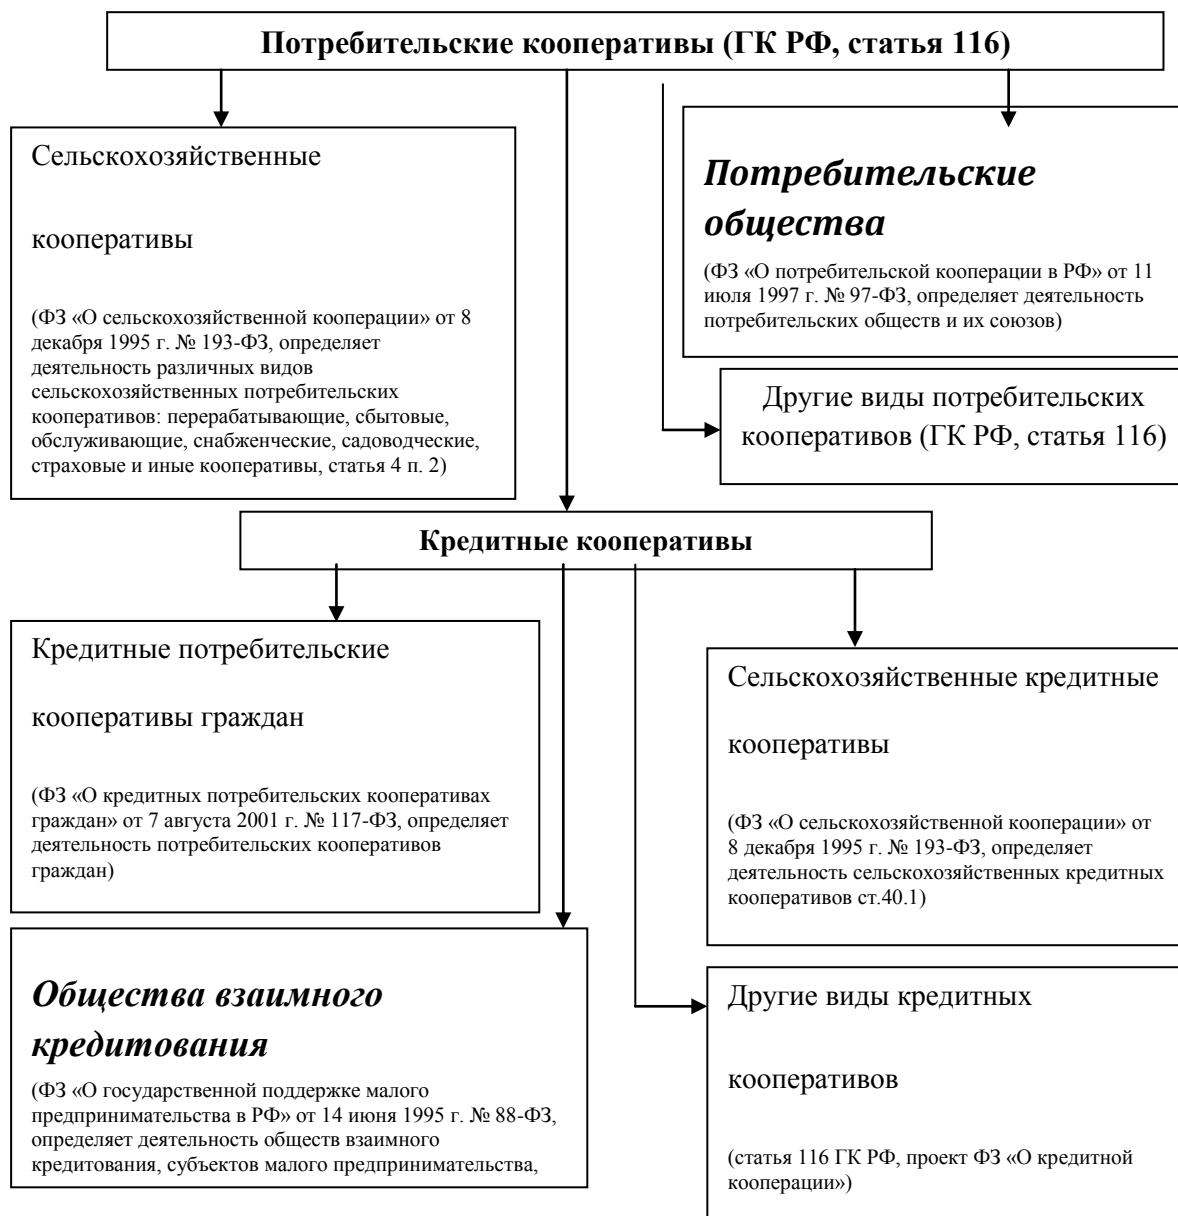 Потребительские кооперативы (ГК РФ, статья 116)
Сельскохозяйственные
кооперативы
(ФЗ «О сельскохозяйственной кооперации» от 8
декабря 1995 г. № 193-ФЗ, определяет
деятельность различных видов
сельскохозяйственных потребительских
кооперативов: перерабатывающие, сбытовые,
обслуживающие, снабженческие, садоводческие,
страховые и иные кооперативы, статья 4 п. 2)
Потребительские
общества
(ФЗ «О потребительской кооперации в РФ» от 11
июля 1997 г. № 97-ФЗ, определяет деятельность
потребительских обществ и их союзов)
Другие виды потребительских
кооперативов (ГК РФ, статья 116)
Кредитные кооперативы
Кредитные потребительские
кооперативы граждан
(ФЗ «О кредитных потребительских кооперативах
граждан» от 7 августа 2001 г. № 117-ФЗ, определяет
деятельность потребительских кооперативов
граждан)
Сельскохозяйственные кредитные
кооперативы
(ФЗ «О сельскохозяйственной кооперации» от
8 декабря 1995 г. № 193-ФЗ, определяет
деятельность сельскохозяйственных кредитных
кооперативов ст.40.1)
Общества взаимного
кредитования
(ФЗ «О государственной поддержке малого
предпринимательства в РФ» от 14 июня 1995 г. № 88-ФЗ,
определяет деятельность обществ взаимного
кредитования, субъектов малого предпринимательства,
Другие виды кредитных
кооперативов
(статья 116 ГК РФ, проект ФЗ «О кредитной
кооперации»)